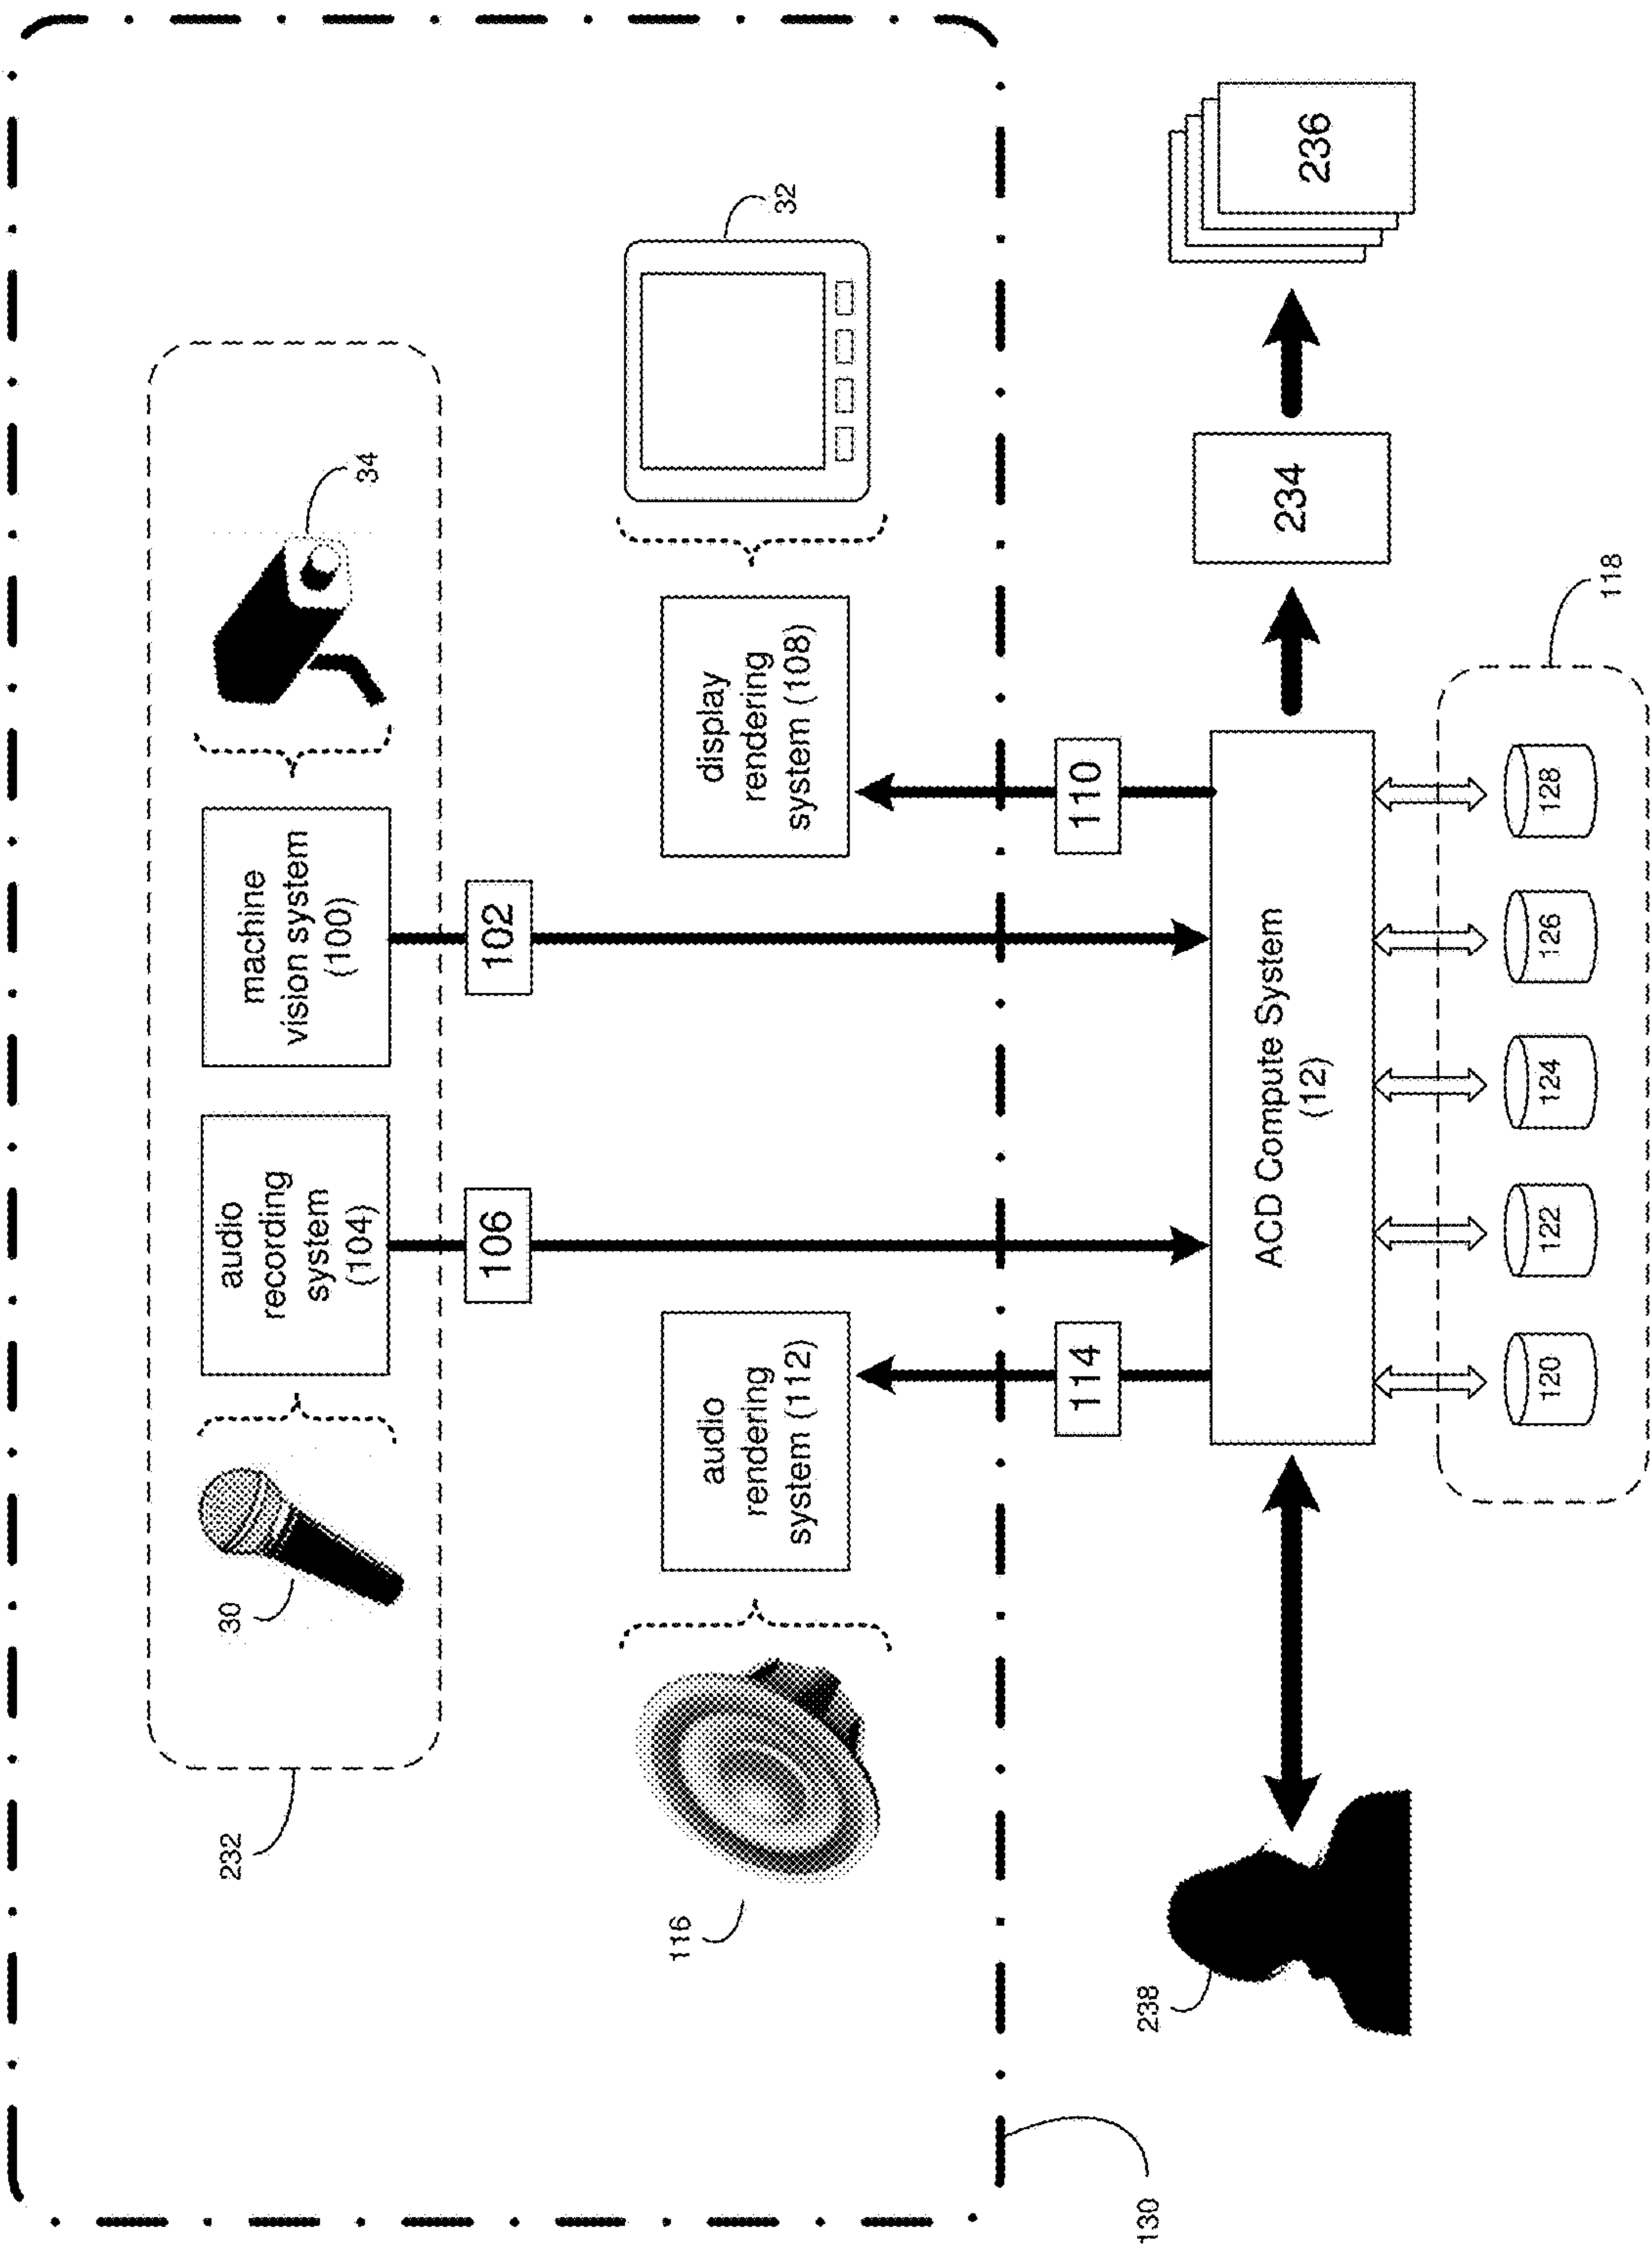 232
30
audio
recording
system
(104)
machine
vision system
(100)
34
106
102
116
audio
rendering
system (112)
display
rendering
system (108)
32
114
110
130
238
ACD Compute System
(12)
234
236
120
122
124
126
128
118